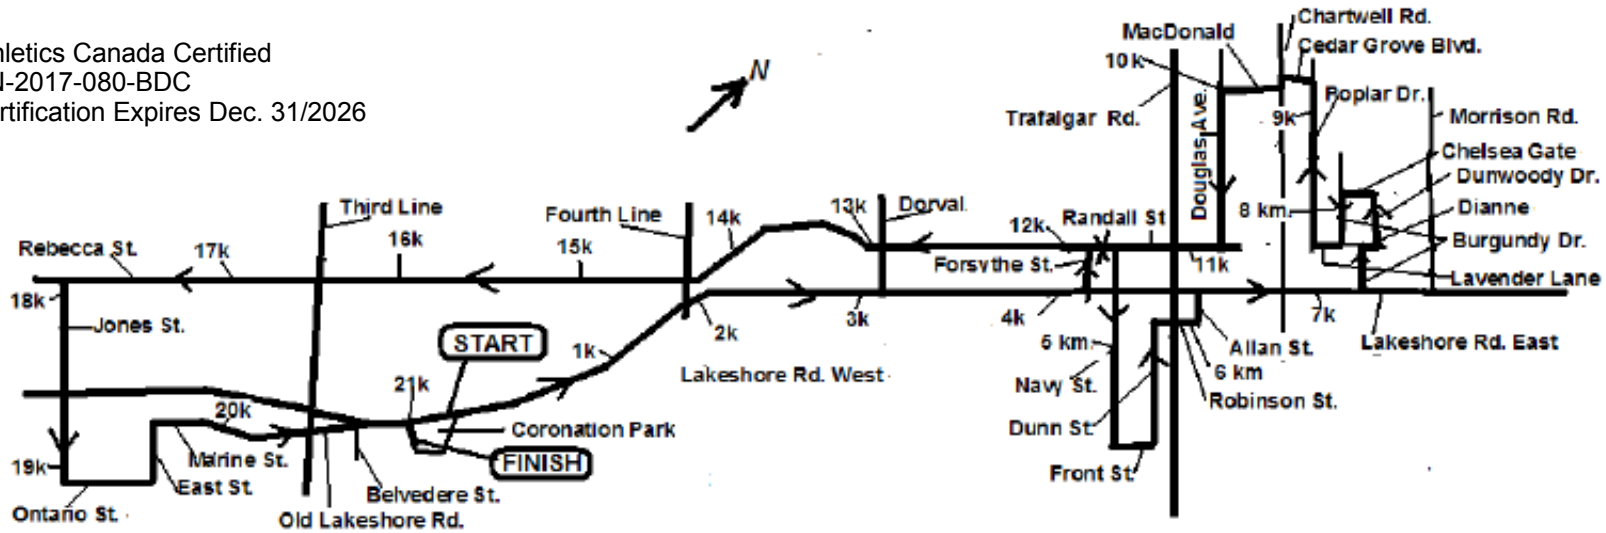 hletics Canada Certified
N-2017-080-BDC
rtification Expires Dec. 31/2026
N
Chartwell Rd.
MacDonald
Cedar Grove Blvd.
10k
Poplar Dr.
Trafalgar Rd.
Douglas Ave.
9k
Morrison Rd.
Chelsea Gate
Dunwoody Dr.
Third Line
Fourth Line
14k
13k
Dorval
12k
Randall St
8 km
Dianne
Rebecca St.
17k
16k
15k
Forsythe St.
11k
Burgundy Dr.
Lavender Lane
18k
Jones St.
START
1k
2k
3k
4k
7k
5 km
Allan St.
Lakeshore Rd. East
6 km
21k
Lakeshore Rd. West
Navy St.
Robinson St.
20k
Coronation Park
Dunn St.
19k
Marine St.
FINISH
Front St.
East St.
Belvedere St.
Ontario St.
Old Lakeshore Rd.